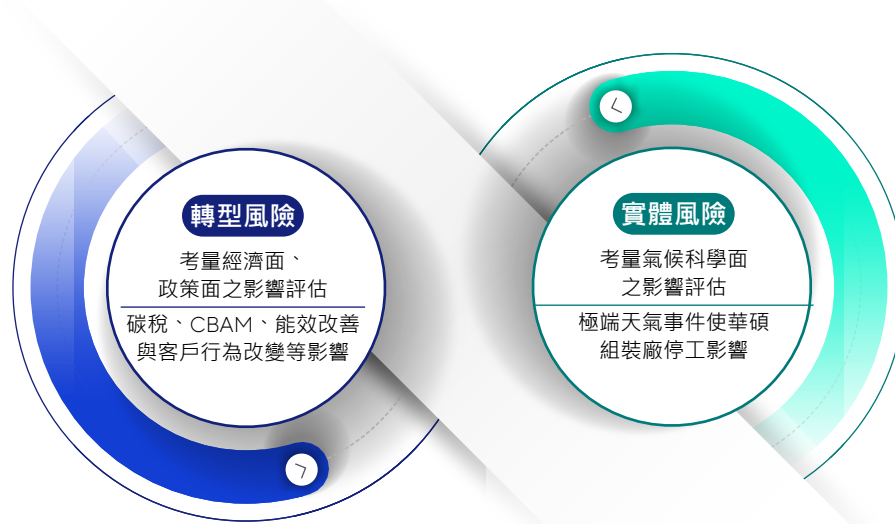 轉型風險
考量經濟面、
政策面之影響評估
碳稅、CBAM、能效改善
與客戶行為改變等影響
實體風險
考量氣候科學面
之影響評估
極端天氣事件使華碩
組裝廠停工影響